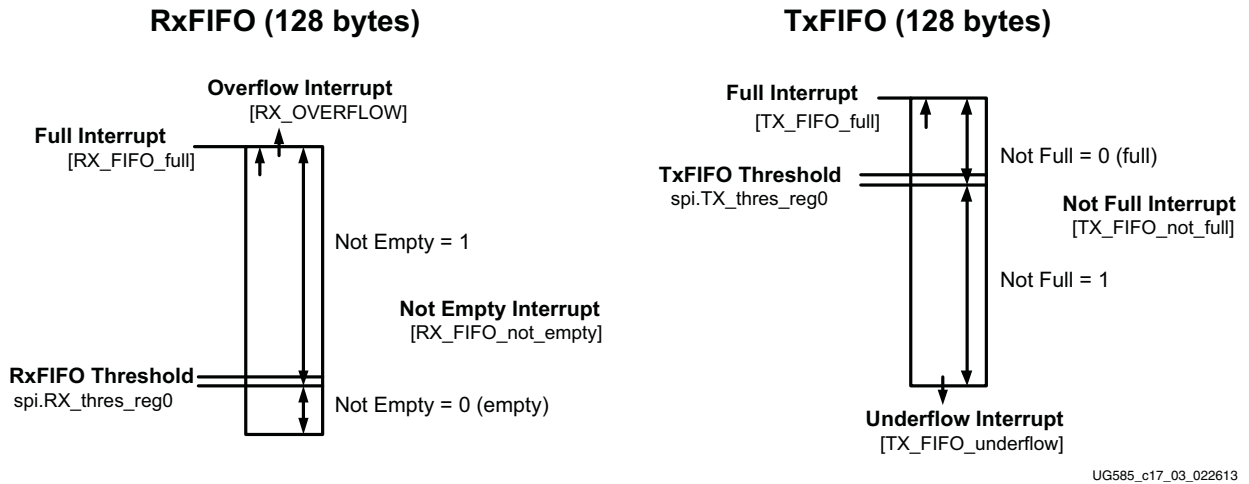 RxFIFO (128 bytes)
Overflow Interrupt
[RX_OVERFLOW]
Full Interrupt
[RX_FIFO_full]
Not Empty = 1
Not Empty Interrupt
[RX_FIFO_not_empty]
RxFIFO Threshold
spi.RX_thres_reg0
Not Empty = 0 (empty)
TxFIFO (128 bytes)
Full Interrupt
[TX_FIFO_full]
Not Full = 0 (full)
TxFIFO Threshold
spi.TX_thres_reg0
Not Full Interrupt
[TX_FIFO_not_full]
Not Full = 1
Underflow Interrupt
[TX_FIFO_underflow]
UG585_c17_03_022613